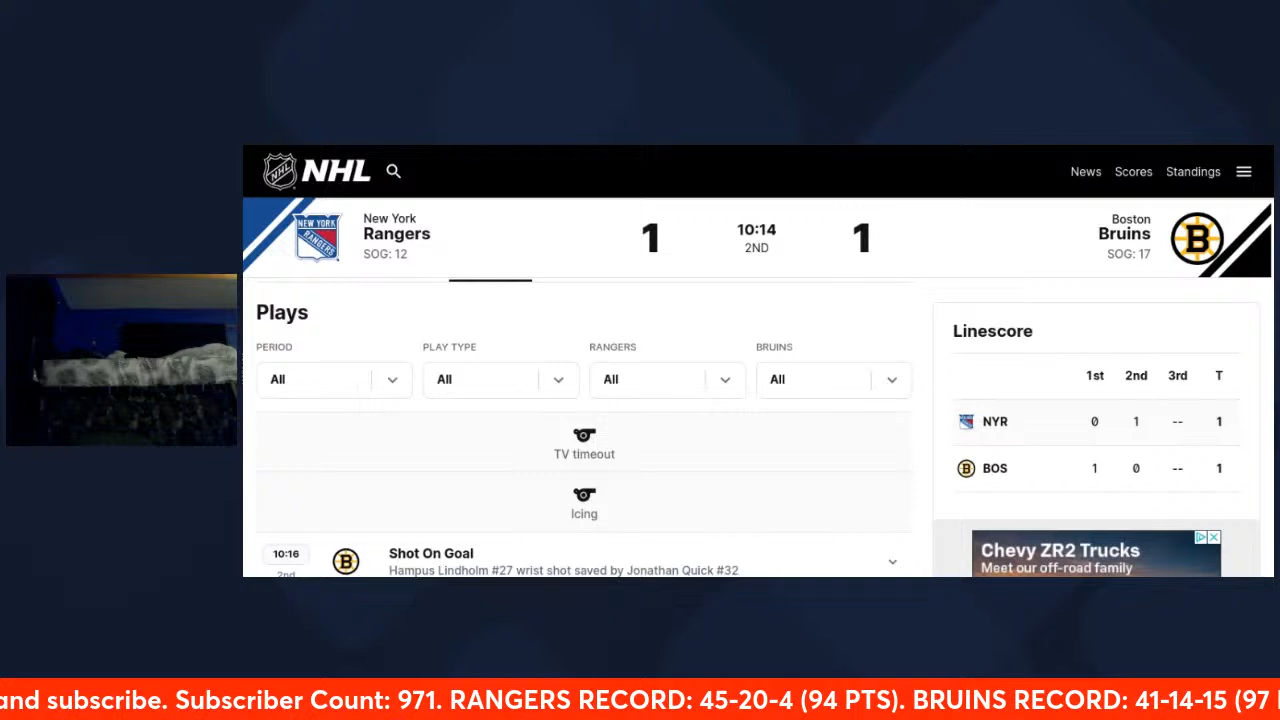 NHL
NHL
News Scores Standings
NEW YORK
RANGERS
New York
Rangers
SOG: 12
1
10:14
2ND
1
Boston
Bruins
SOG: 17
B
Plays
PERIOD PLAY TYPE RANGERS BRUINS
All All All All
TV timeout
Icing
10:16
2nd
B
Shot On Goal
Hampus Lindholm #27 wrist shot saved by Jonathan Quick #32
Linescore
1st 2nd 3rd T
NYR 0 1 -- 1
B BOS 1 0 -- 1
Chevy ZR2 Trucks
Meet our off-road family
and subscribe. Subscriber Count: 971. RANGERS RECORD: 45-20-4 (94 PTS). BRUINS RECORD: 41-14-15 (97